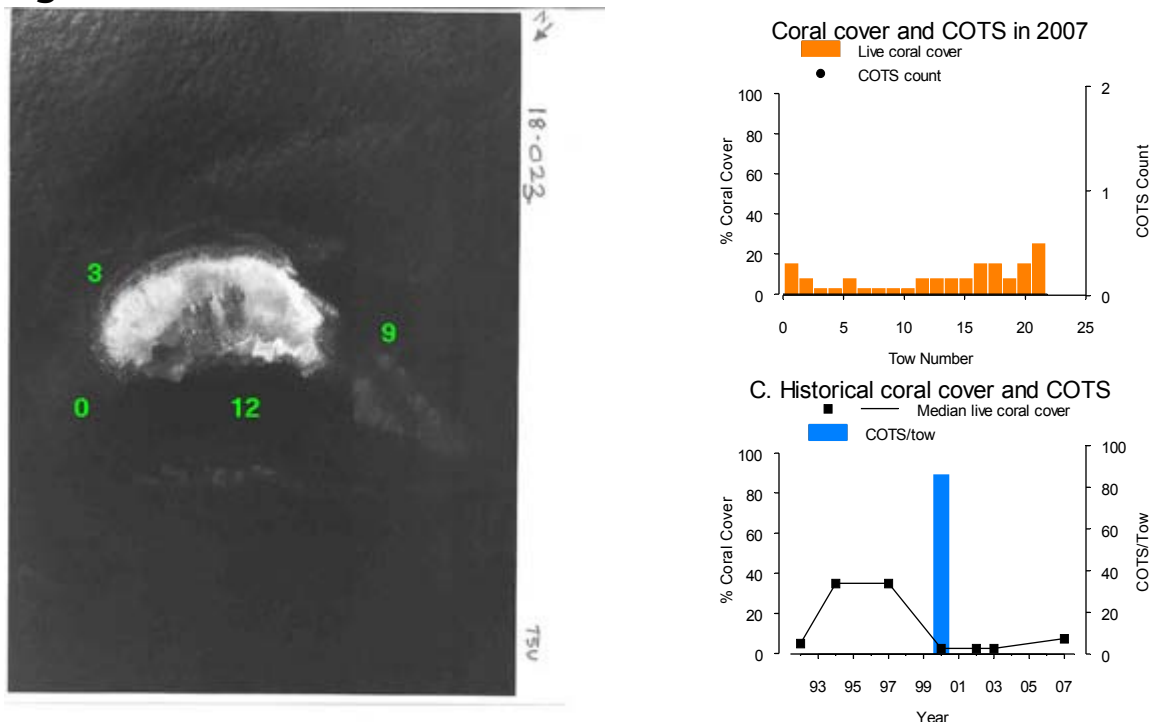 N
18-023
3
9
0
12
TSV
Coral cover and COTS in 2007
Live coral cover
COTS count
% Coral Cover
100
80
60
40
20
0
2
1
0
COTS Count
0 5 10 15 20 25
Tow Number
C. Historical coral cover and COTS
Median live coral cover
COTS/tow
% Coral Cover
100
80
60
40
20
0
100
80
60
40
20
0
COTS/Tow
93 95 97 99 01 03 05 07
Year